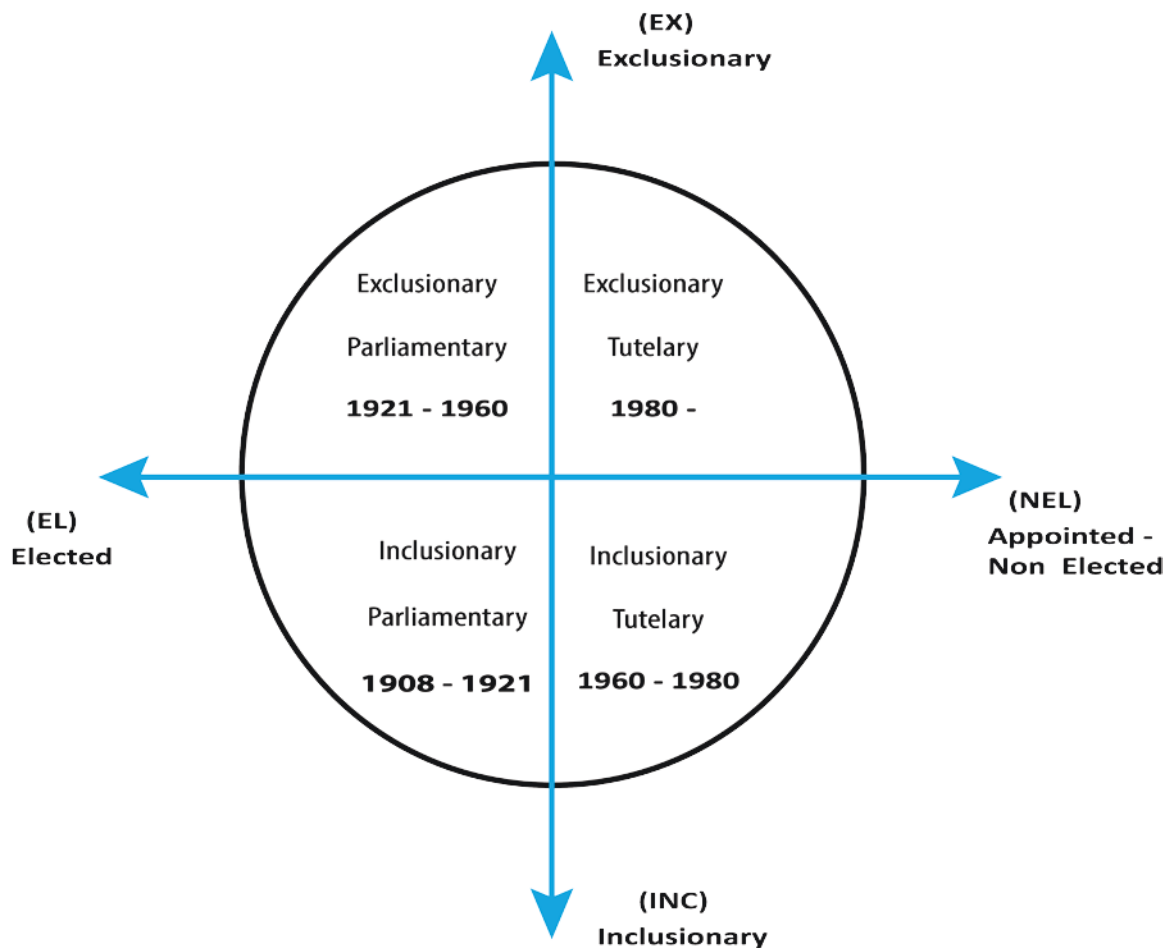 (EX)
Exclusionary
Exclusionary
Parliamentary
1921 - 1960
Exclusionary
Tutelary
1980 -
(EL)
Elected
(NEL)
Appointed -
Non Elected
Inclusionary
Parliamentary
1908 - 1921
Inclusionary
Tutelary
1960 - 1980
(INC)
Inclusionary